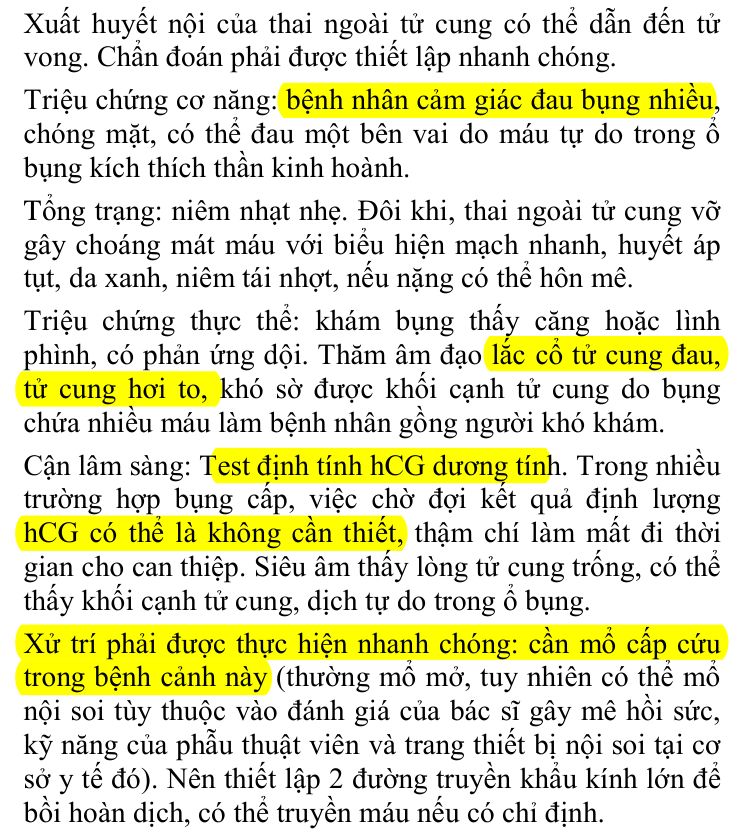 Xuất huyết nội của thai ngoài tử cung có thể dẫn đến tử
vong. Chẩn đoán phải được thiết lập nhanh chóng.
Triệu chứng cơ năng: bệnh nhân cảm giác đau bụng nhiều,
chóng mặt, có thể đau một bên vai do máu tự do trong ổ
bụng kích thích thần kinh hoành.
Tổng trạng: niêm nhạt nhẹ. Đôi khi, thai ngoài tử cung vỡ
gây choáng mát máu với biểu hiện mạch nhanh, huyết áp
tụt, da xanh, niêm tái nhợt, nếu nặng có thể hôn mê.
Triệu chứng thực thể: khám bụng thấy căng hoặc lình
phình, có phản ứng dội. Thăm âm đạo lắc cổ tử cung đau,
tử cung hơi to, khó sờ được khối cạnh tử cung do bụng
chứa nhiều máu làm bệnh nhân gồng người khó khám.
Cận lâm sàng: Test định tính hCG dương tính. Trong nhiều
trường hợp bụng cấp, việc chờ đợi kết quả định lượng
hCG có thể là không cần thiết, thậm chí làm mất đi thời
gian cho can thiệp. Siêu âm thấy lòng tử cung trống, có thể
thấy khối cạnh tử cung, dịch tự do trong ổ bụng.
Xử trí phải được thực hiện nhanh chóng: cần mổ cấp cứu
trong bệnh cảnh này (thường mổ mở, tuy nhiên có thể mổ
nội soi tùy thuộc vào đánh giá của bác sĩ gây mê hồi sức,
kỹ năng của phẫu thuật viên và trang thiết bị nội soi tại cơ
sở y tế đó). Nên thiết lập 2 đường truyền khẩu kính lớn để
bồi hoàn dịch, có thể truyền máu nếu có chỉ định.